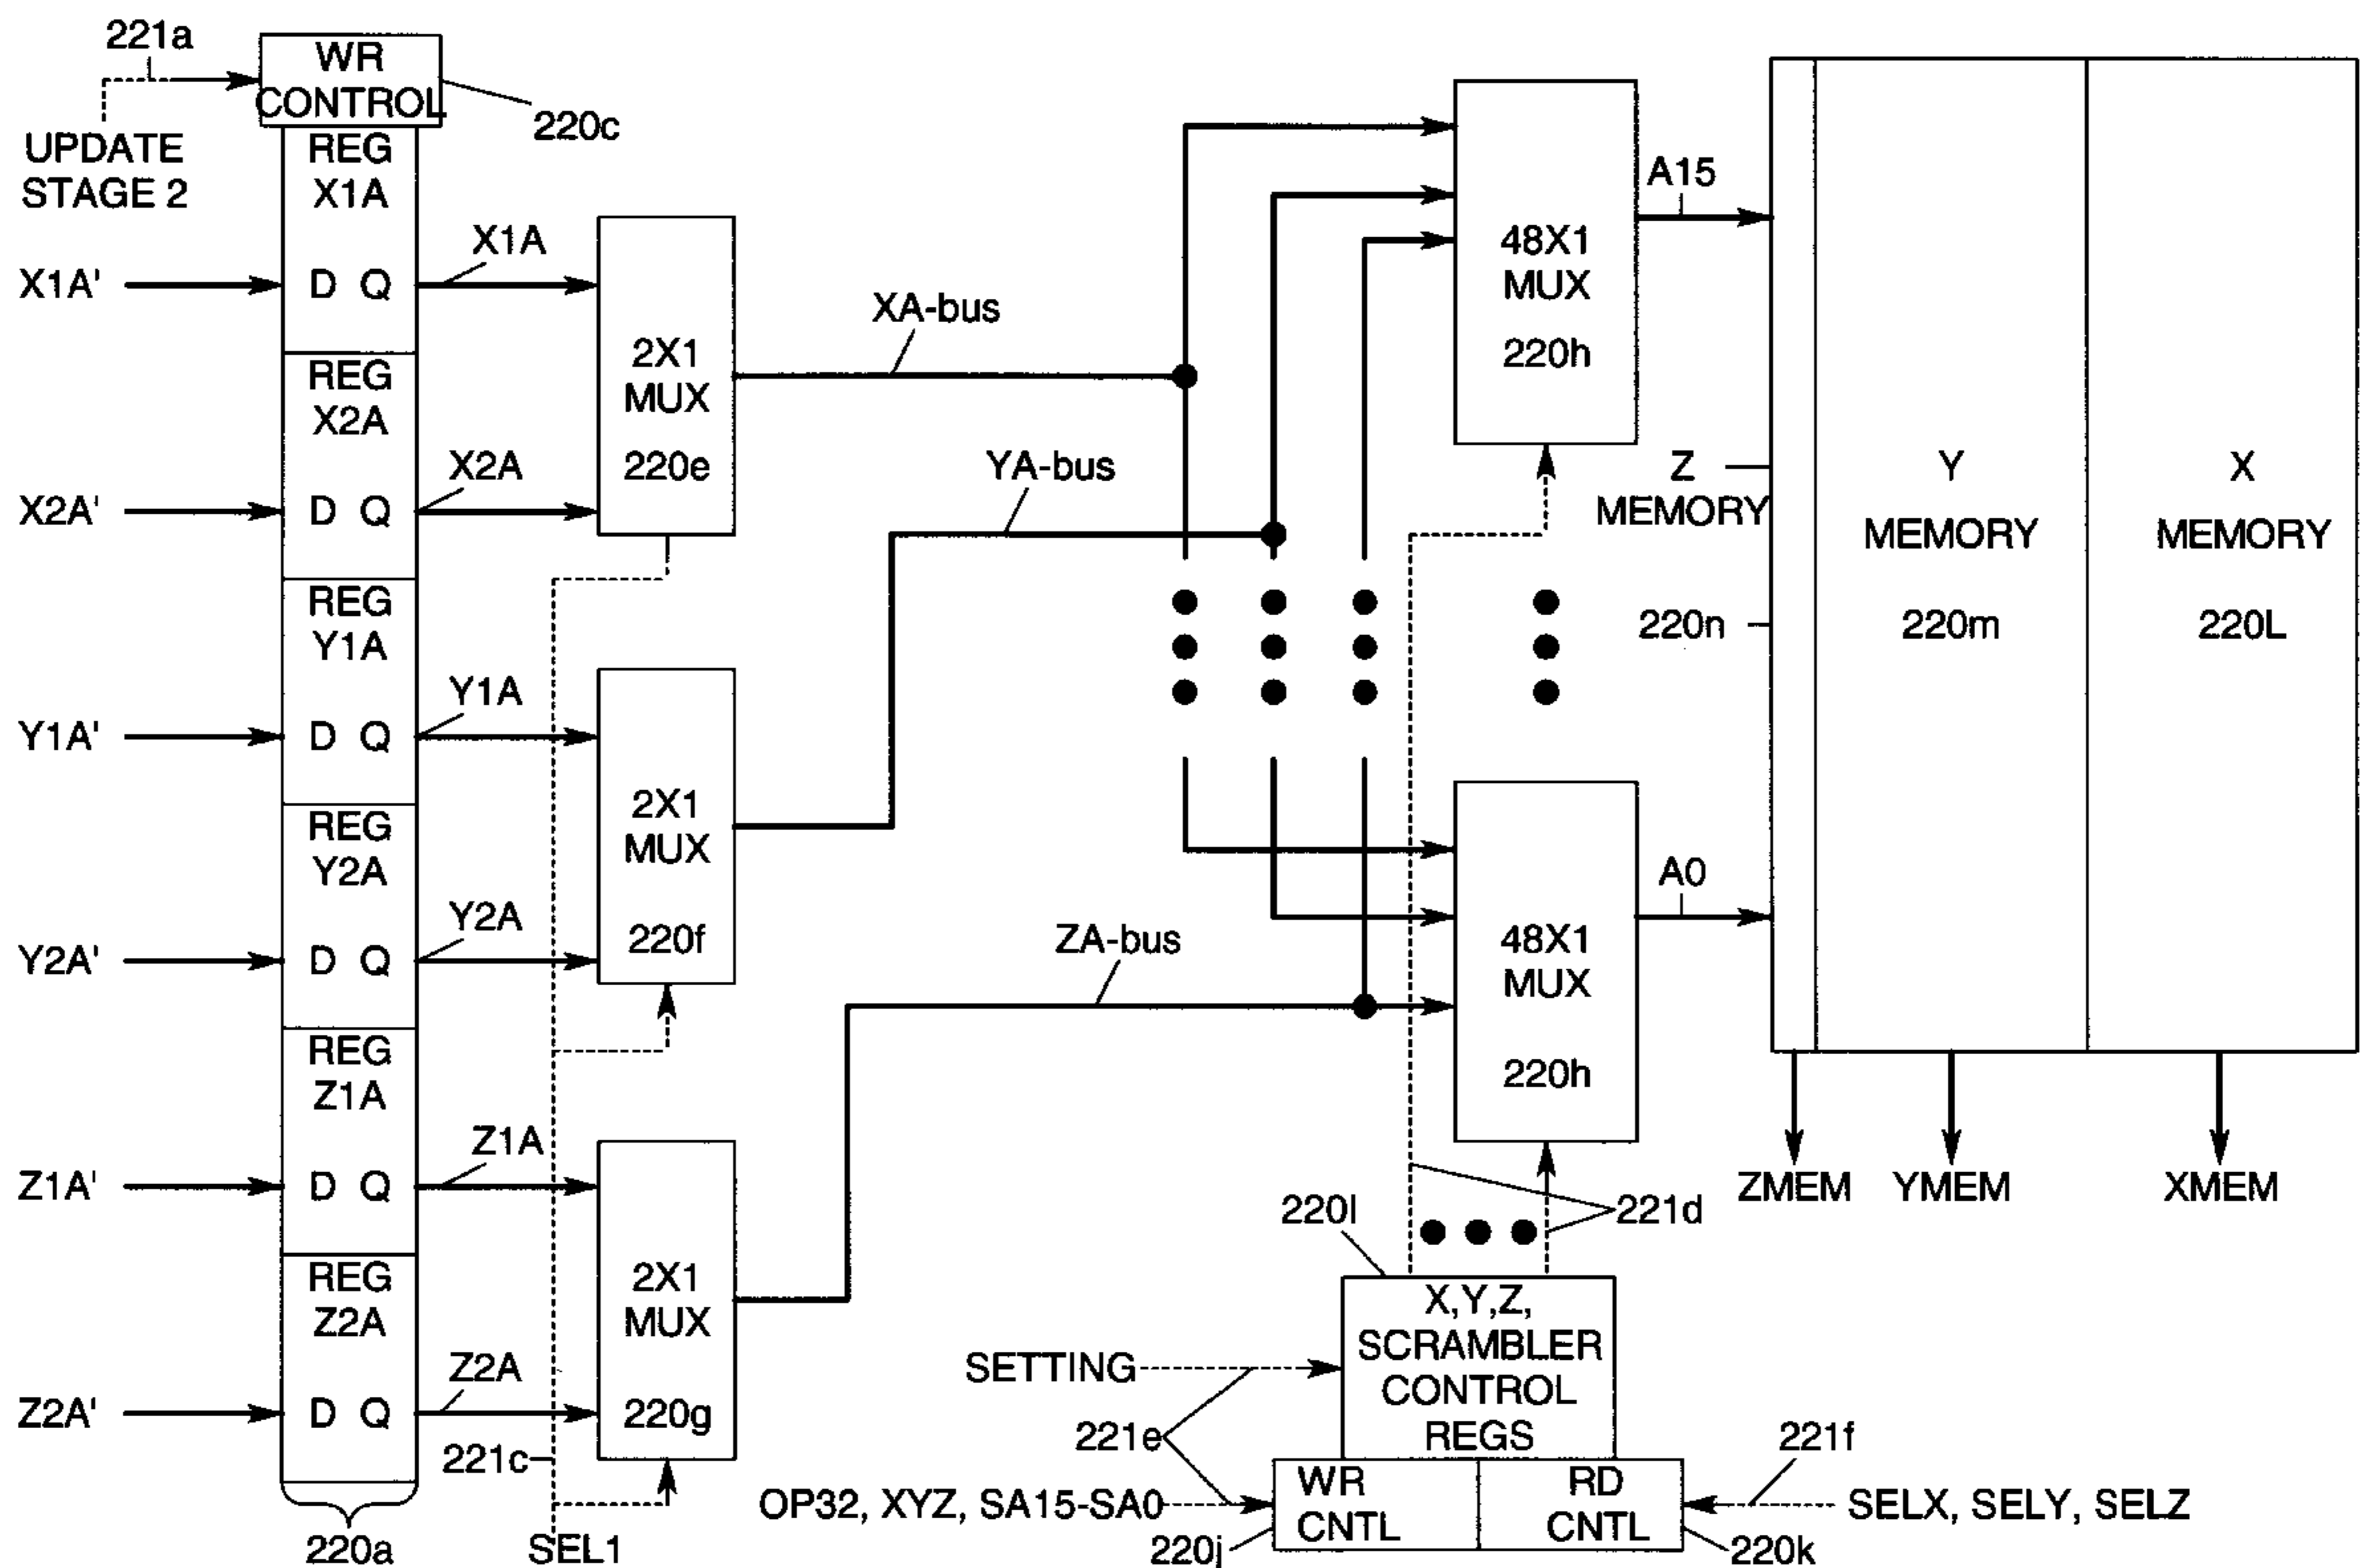 221a
WR
CONTROL
220c
UPDATE
STAGE 2
REG
X1A
X1A'
D Q
X1A
REG
X2A
X2A'
D Q
X2A
REG
Y1A
Y1A'
D Q
Y1A
REG
Y2A
Y2A'
D Q
Y2A
REG
Z1A
Z1A'
D Q
Z1A
REG
Z2A
Z2A'
D Q
Z2A
220a
221c
SEL1
2X1
MUX
220e
2X1
MUX
220f
2X1
MUX
220g
XA-bus
YA-bus
ZA-bus
48X1
MUX
220h
A15
48X1
MUX
220h
A0
Z
MEMORY
220n
Y
MEMORY
220m
X
MEMORY
220L
ZMEM
YMEM
XMEM
221d
220l
X,Y,Z,
SCRAMBLER
CONTROL
REGS
SETTING
221e
OP32, XYZ, SA15-SA0
WR
CNTL
220j
RD
CNTL
220k
221f
SELX, SELY, SELZ